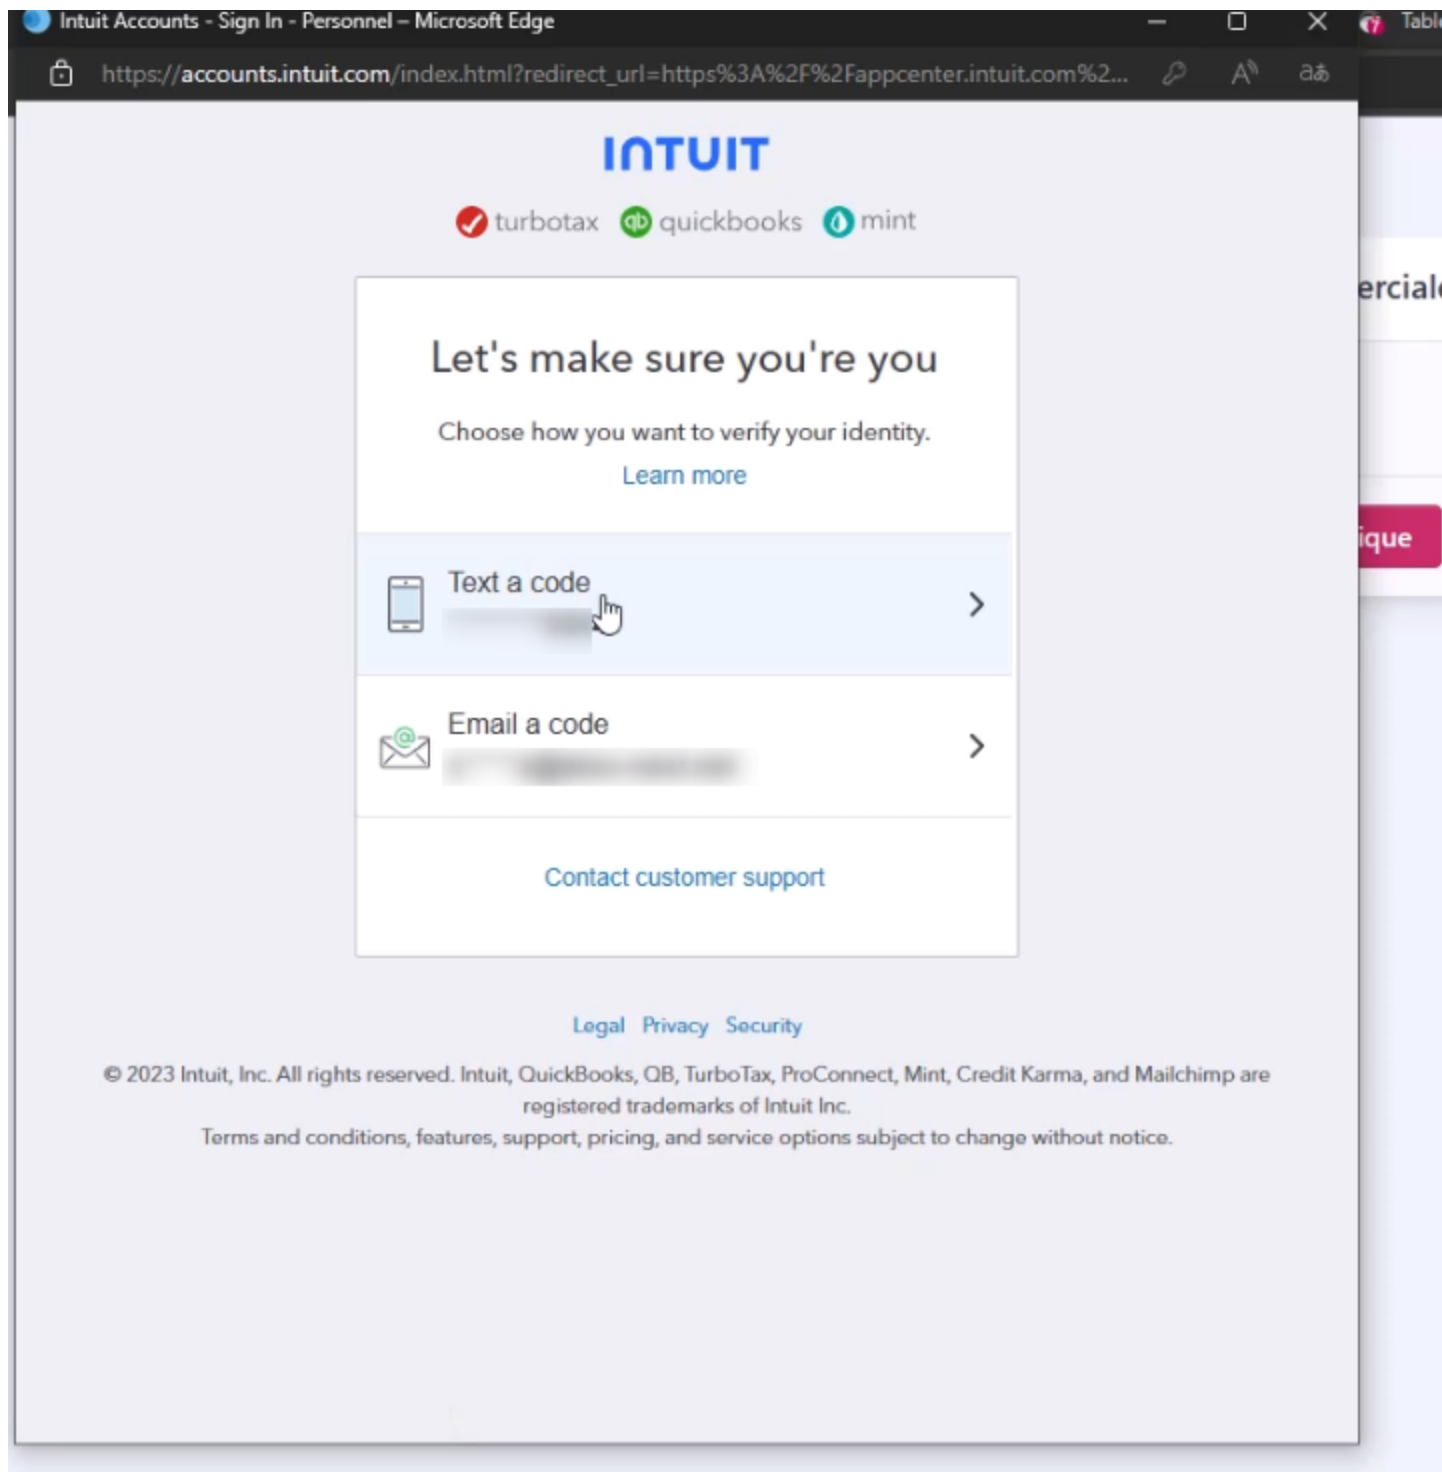 Intuit Accounts - Sign In - Personnel – Microsoft Edge
Tabl
https://accounts.intuit.com/index.html?redirect_url=https%3A%2F%2Fappcenter.intuit.com%2...
INTUIT
turbotax quickbooks mint
erciale
Let's make sure you're you
Choose how you want to verify your identity.
Learn more
ique
Text a code
Email a code
Contact customer support
Legal Privacy Security
© 2023 Intuit, Inc. All rights reserved. Intuit, QuickBooks, QB, TurboTax, ProConnect, Mint, Credit Karma, and Mailchimp are
registered trademarks of Intuit Inc.
Terms and conditions, features, support, pricing, and service options subject to change without notice.